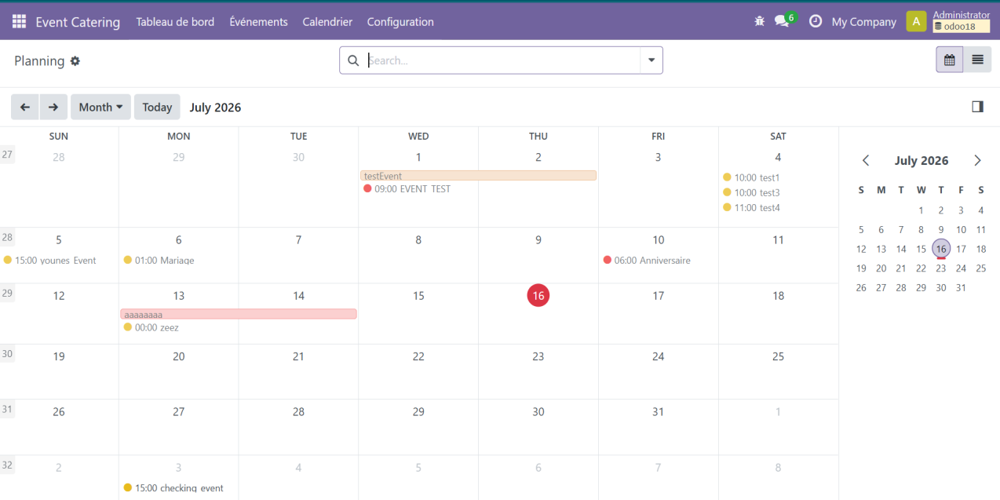 Event Catering Tableau de bord Événements Calendrier Configuration 6 My Company A Administrator
odoo18
Planning Search...
Month Today July 2026
SUN MON TUE WED THU FRI SAT
27 28 29 30 1 2 3 4
testEvent
09:00 EVENT TEST
10:00 test1
10:00 test3
11:00 test4
28 5 6 7 8 9 10 11
15:00 younes Event 01:00 Mariage 06:00 Anniversaire
29 12 13 14 15 16 17 18
aaaaaaaa
00:00 zeez
30 19 20 21 22 23 24 25
31 26 27 28 29 30 31 1
32 2 3 4 5 6 7 8
15:00 checking event
July 2026
S M T W T F S
1 2 3 4
5 6 7 8 9 10 11
12 13 14 15 16 17 18
19 20 21 22 23 24 25
26 27 28 29 30 31